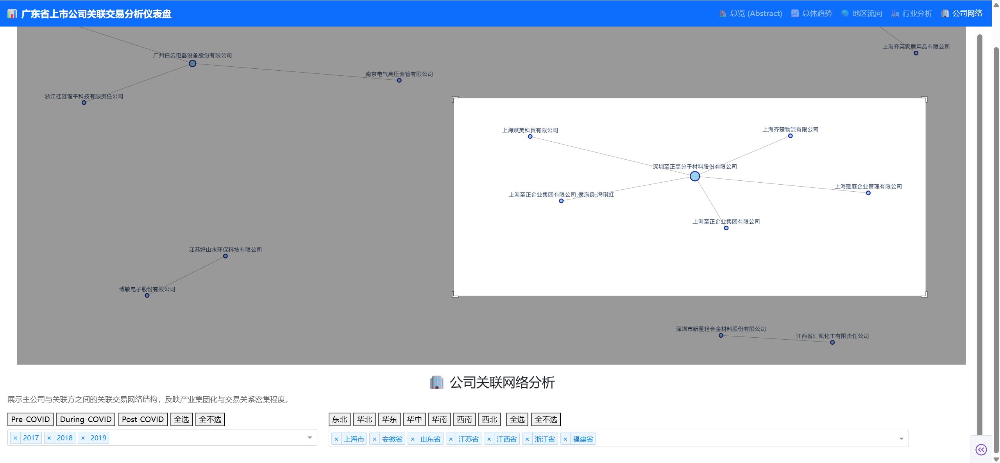 广东省上市公司关联交易分析仪表盘
总览 (Abstract) 总体趋势 地区流向 行业分析 公司网络
上海齐莱家居用品有限公司
广州白云电器设备股份有限公司
南京电气高压套管有限公司
浙江桂容谐平科技有限责任公司
上海赋美科贸有限公司
上海齐楚物流有限公司
深圳至正高分子材料股份有限公司
上海赋庭企业管理有限公司
上海至正企业集团有限公司,侯海良,冯琪虹
上海至正企业集团有限公司
江苏好山水环保科技有限公司
博敏电子股份有限公司
深圳市新星轻合金材料股份有限公司
江西省汇凯化工有限责任公司
公司关联网络分析
展示主公司与关联方之间的关联交易网络结构，反映产业集团化与交易关系密集程度。
Pre-COVID During-COVID Post-COVID 全选 全不选
× 2017 × 2018 × 2019
东北 华北 华东 华中 华南 西南 西北 全选 全不选
× 上海市 × 安徽省 × 山东省 × 江苏省 × 江西省 × 浙江省 × 福建省